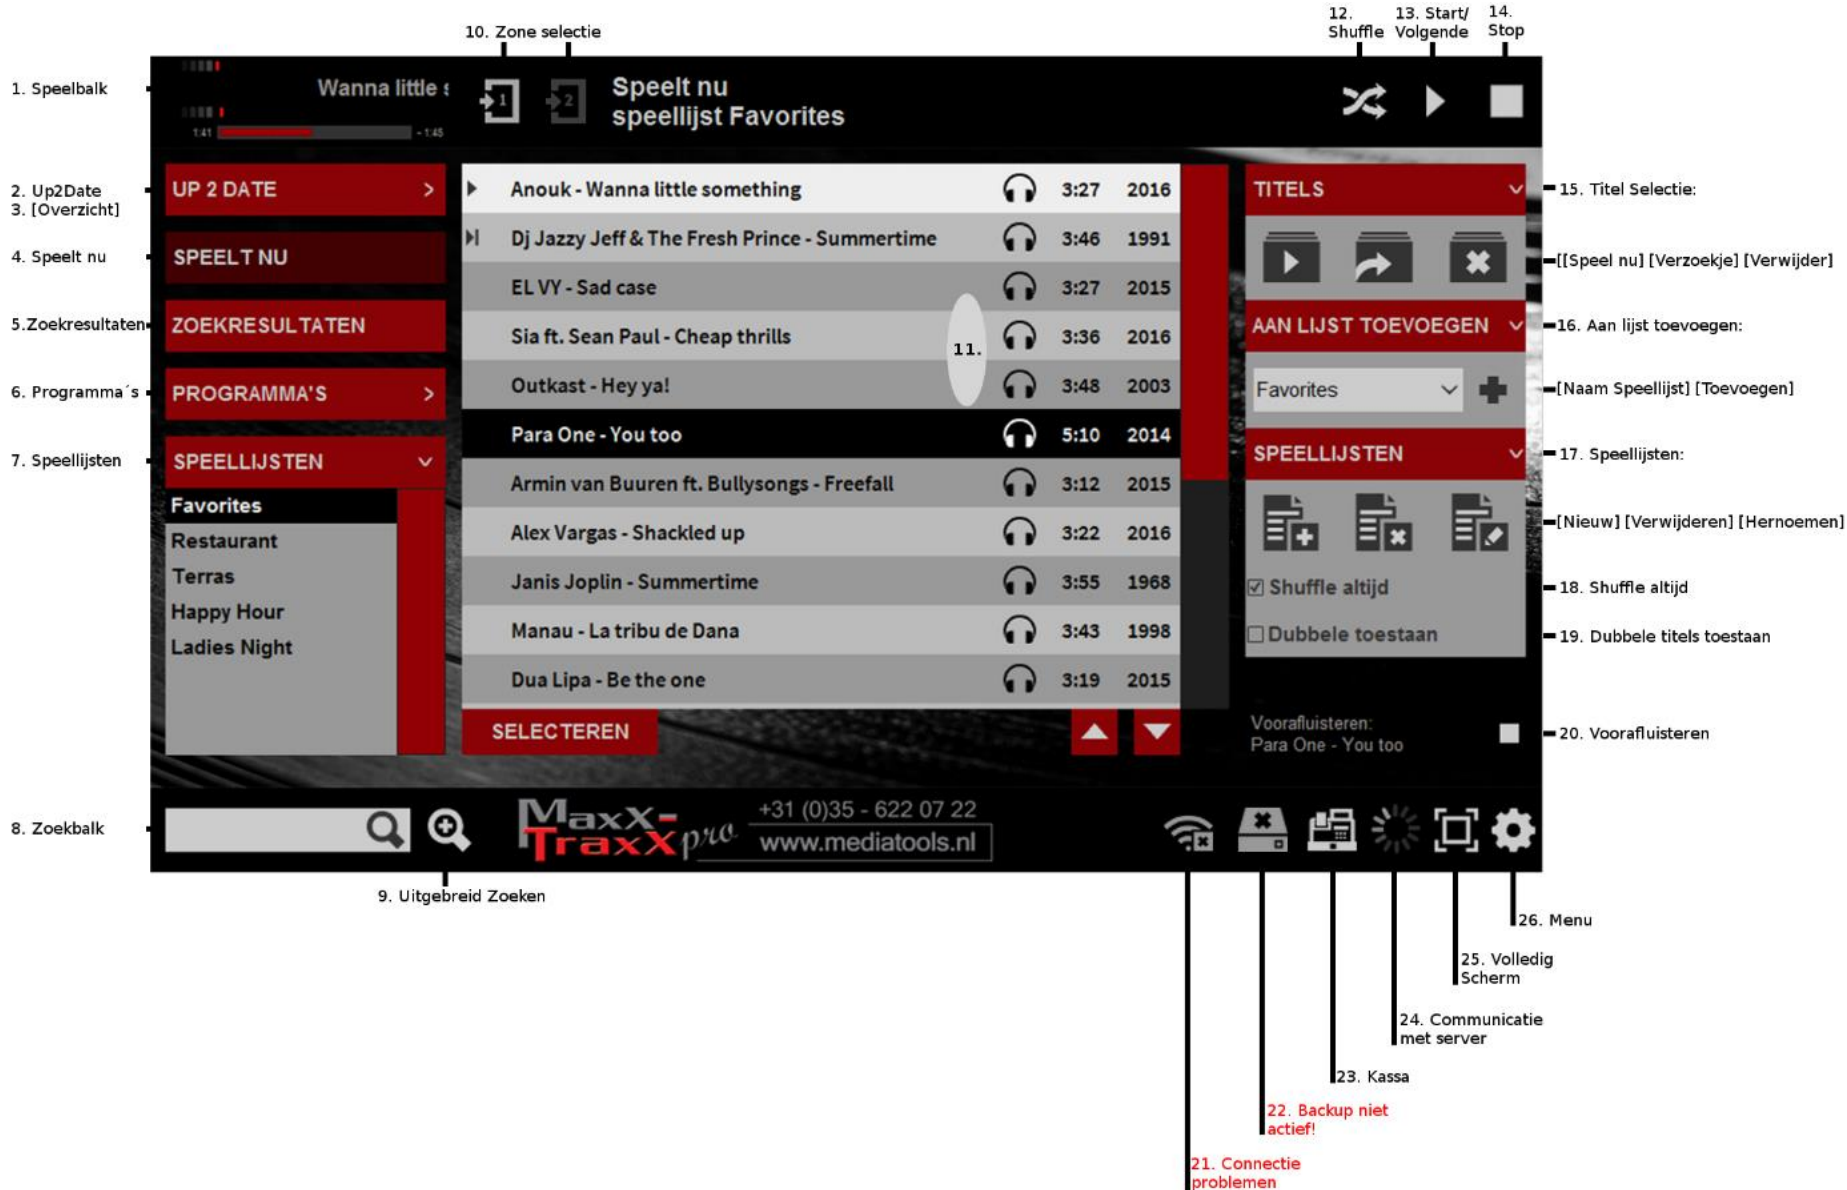 12.
Shuffle
13. Start/
Volgende
14.
Stop
10. Zone selectie
1. Speelbalk
Wanna little s
1:41
- 1:45
1
2
Speelt nu
speellijst Favorites
2. Up2Date
3. [Overzicht]
4. Speelt nu
5.Zoekresultaten
6. Programma´s
7. Speellijsten
8. Zoekbalk
UP 2 DATE >
SPEELT NU
ZOEKRESULTATEN
PROGRAMMA'S >
SPEELLIJSTEN
Favorites
Restaurant
Terras
Happy Hour
Ladies Night
Anouk - Wanna little something 3:27 2016
Dj Jazzy Jeff & The Fresh Prince - Summertime 3:46 1991
EL VY - Sad case 3:27 2015
Sia ft. Sean Paul - Cheap thrills 3:36 2016
11.
Outkast - Hey ya! 3:48 2003
Para One - You too 5:10 2014
Armin van Buuren ft. Bullysongs - Freefall 3:12 2015
Alex Vargas - Shackled up 3:22 2016
Janis Joplin - Summertime 3:55 1968
Manau - La tribu de Dana 3:43 1998
Dua Lipa - Be the one 3:19 2015
SELECTEREN
TITELS
AAN LIJST TOEVOEGEN
Favorites
SPEELLIJSTEN
Shuffle altijd
Dubbele toestaan
Voorafluisteren:
Para One - You too
15. Titel Selectie:
[[Speel nu] [Verzoekje] [Verwijder]
16. Aan lijst toevoegen:
[Naam Speellijst] [Toevoegen]
17. Speellijsten:
[Nieuw] [Verwijderen] [Hernoemen]
18. Shuffle altijd
19. Dubbele titels toestaan
20. Voorafluisteren
MaxX-
TraxX pro
+31 (0)35 - 622 07 22
www.mediatools.nl
9. Uitgebreid Zoeken
26. Menu
25. Volledig
Scherm
24. Communicatie
met server
23. Kassa
22. Backup niet
actief!
21. Connectie
problemen